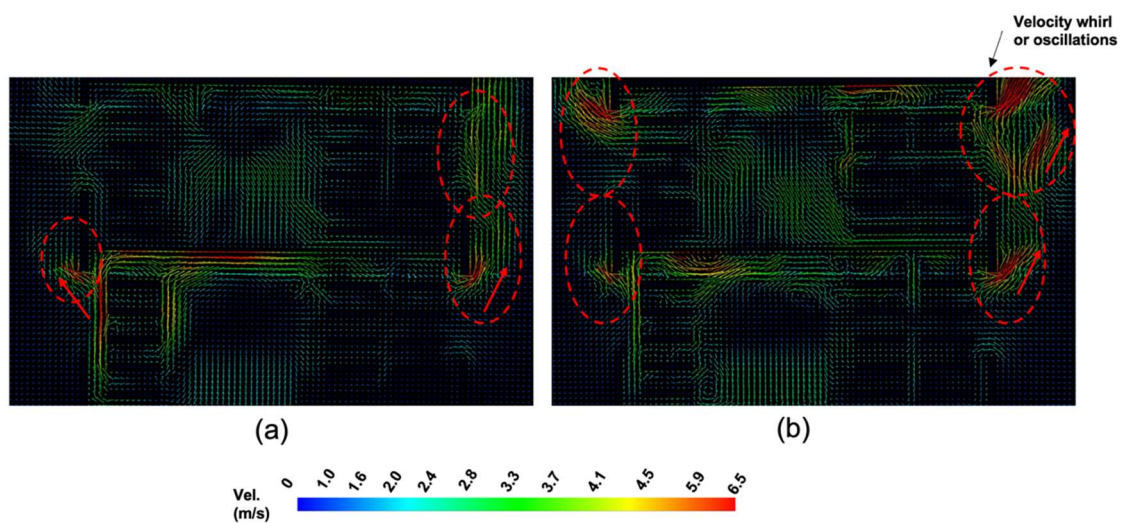 Velocity whirl
or oscillations
(a)
(b)
0 1.0 1.6 2.0 2.4 2.8 3.3 3.7 4.1 4.5 5.9 6.5
Vel.
(m/s)